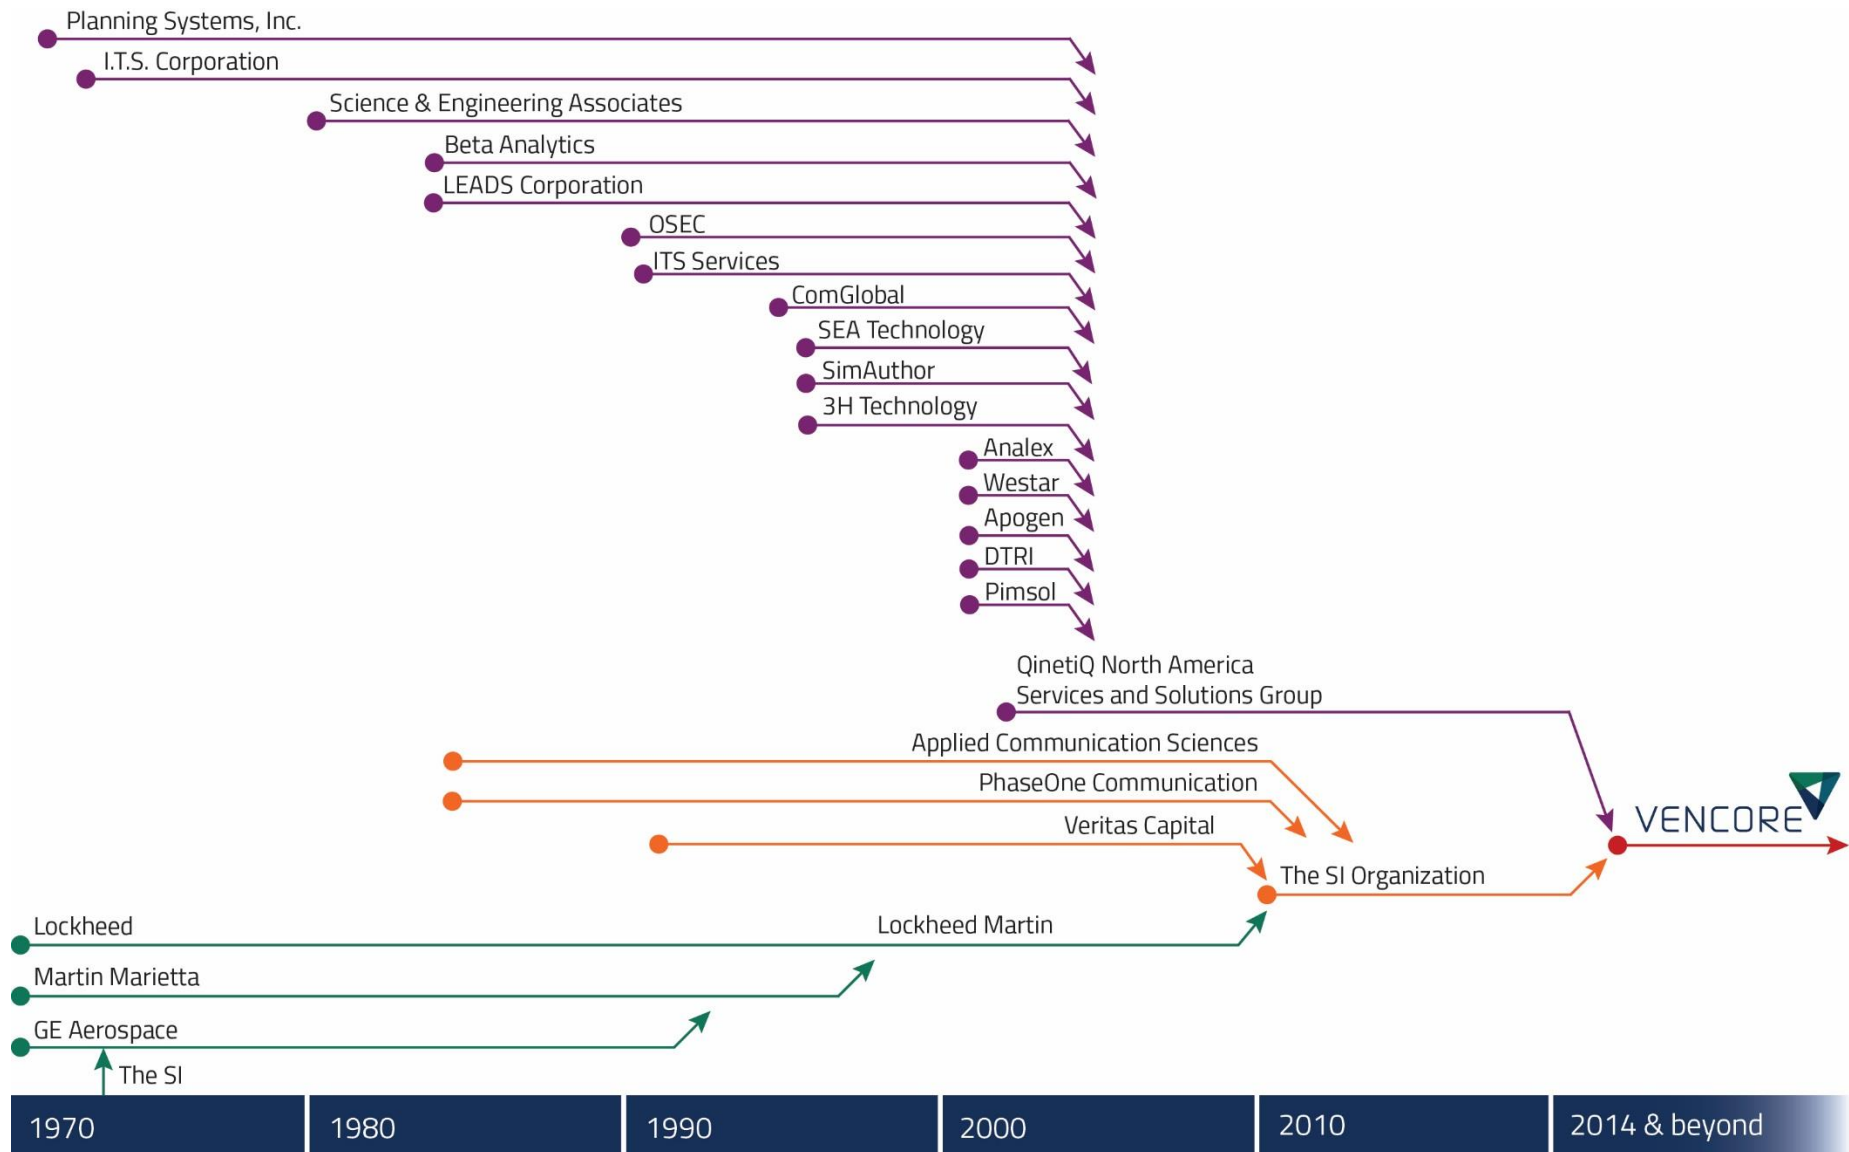 Planning Systems, Inc.
I.T.S. Corporation
Science & Engineering Associates
Beta Analytics
LEADS Corporation
OSEC
ITS Services
ComGlobal
SEA Technology
SimAuthor
3H Technology
Analex
Westar
Apogen
DTRI
Pimsol
QinetiQ North America
Services and Solutions Group
Applied Communication Sciences
PhaseOne Communication
Veritas Capital
VENCORE
The SI Organization
Lockheed
Lockheed Martin
Martin Marietta
GE Aerospace
The SI
1970
1980
1990
2000
2010
2014 & beyond